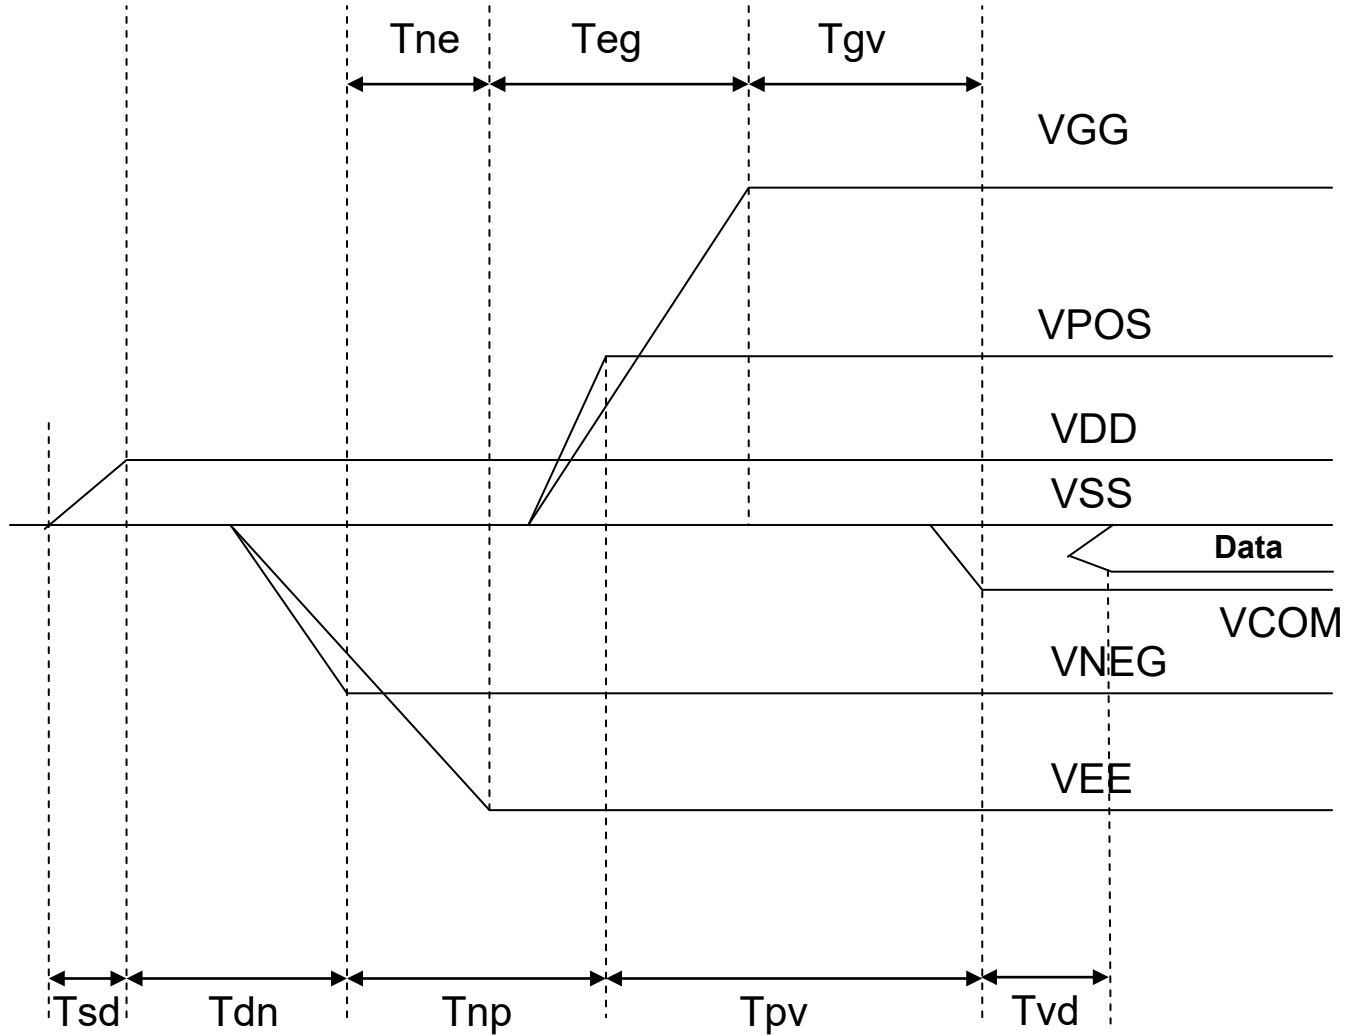 Tne Teg Tgv
VGG
VPOS
VDD
VSS
Data
VCOM
VNEG
VEE
Tsd Tdn Tnp Tpv Tvd